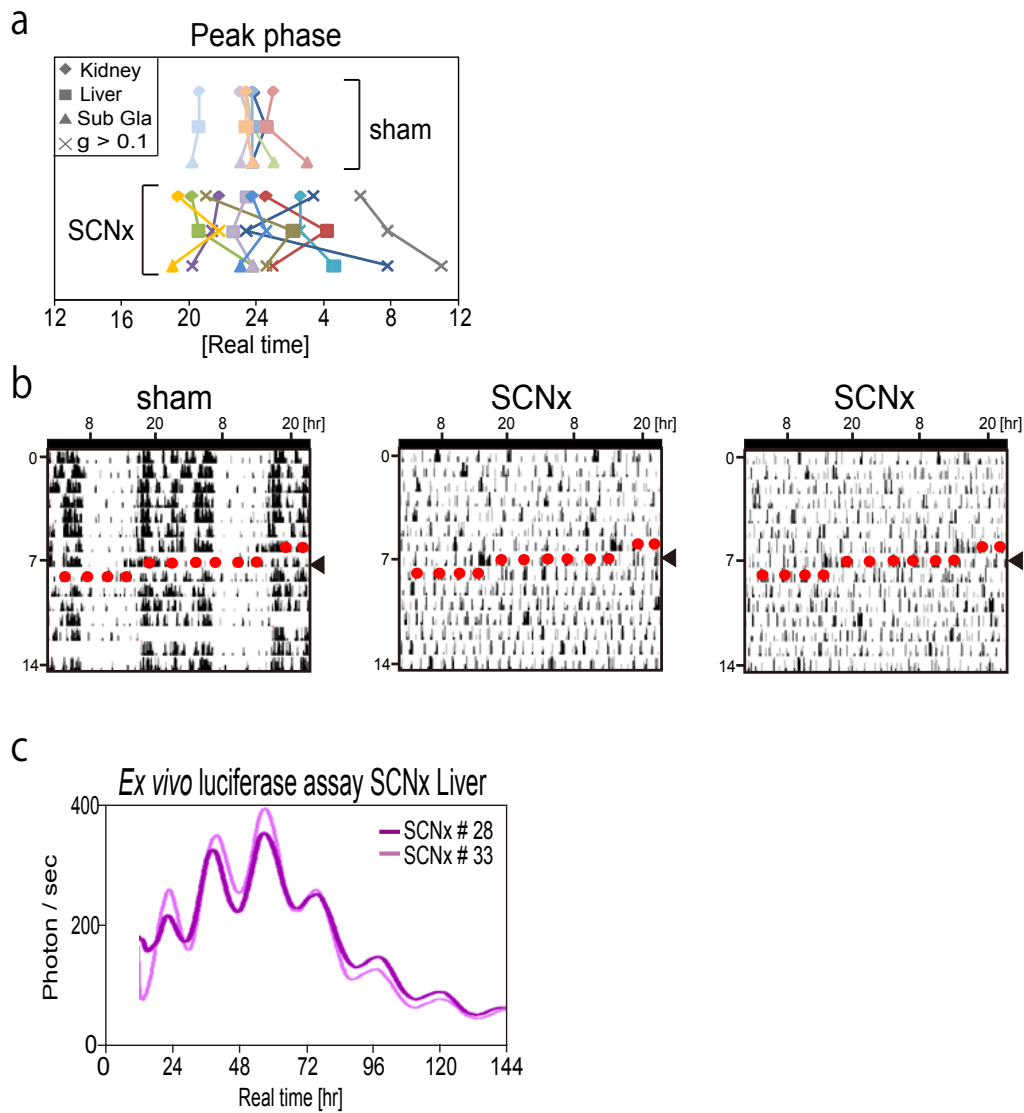 a
Peak phase
Kidney
Liver
Sub Gla
g > 0.1
sham
SCNx
12 16 20 24 4 8 12
[Real time]
b
sham SCNx SCNx
8 20 8 20 [hr] 8 20 8 20 [hr] 8 20 8 20 [hr]
0 0 0
7 7 7
14 14 14
c
Ex vivo luciferase assay SCNx Liver
400
SCNx # 28
SCNx # 33
Photon / sec
200
0
0 24 48 72 96 120 144
Real time [hr]